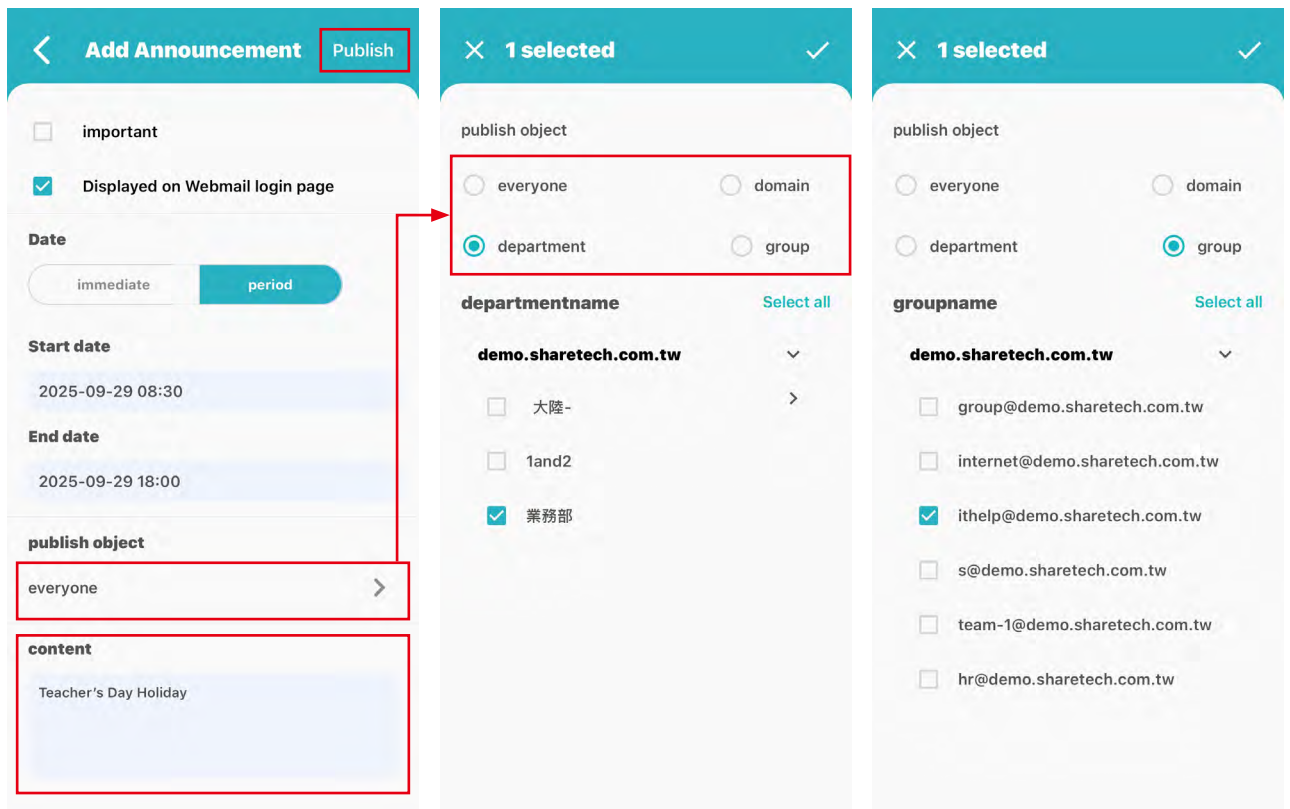 Add Announcement
Publish
important
Displayed on Webmail login page
Date
immediate
period
Start date
2025-09-29 08:30
End date
2025-09-29 18:00
publish object
everyone
content
Teacher's Day Holiday
1 selected
publish object
everyone
domain
department
group
departmentname
Select all
demo.sharetech.com.tw
大陸-
1and2
業務部
1 selected
publish object
everyone
domain
department
group
groupname
Select all
demo.sharetech.com.tw
group@demo.sharetech.com.tw
internet@demo.sharetech.com.tw
ithelp@demo.sharetech.com.tw
s@demo.sharetech.com.tw
team-1@demo.sharetech.com.tw
hr@demo.sharetech.com.tw